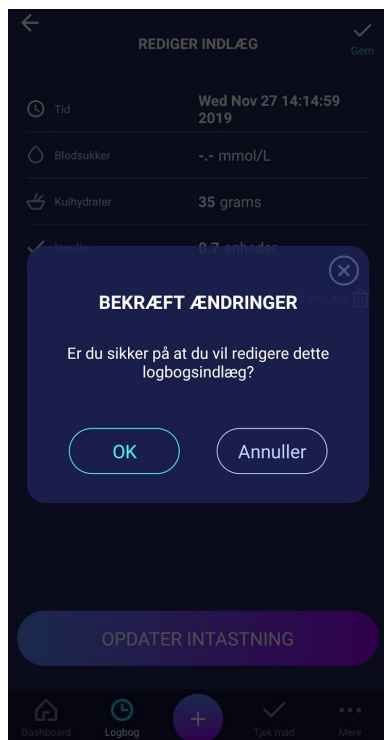 REDIGER INDLÆG
Gem
Tid
Wed Nov 27 14:14:59
2019
Blodsukker
-.- mmol/L
Kulhydrater
35 grams
Insulin
0.7 enheder
INDLÆG
BEKRÆFT ÆNDRINGER
Er du sikker på at du vil redigere dette
logbogsindlæg?
OK
Annuller
OPDATER INTASTNING
Dashboard
Logbog
Tjek mad
Mere